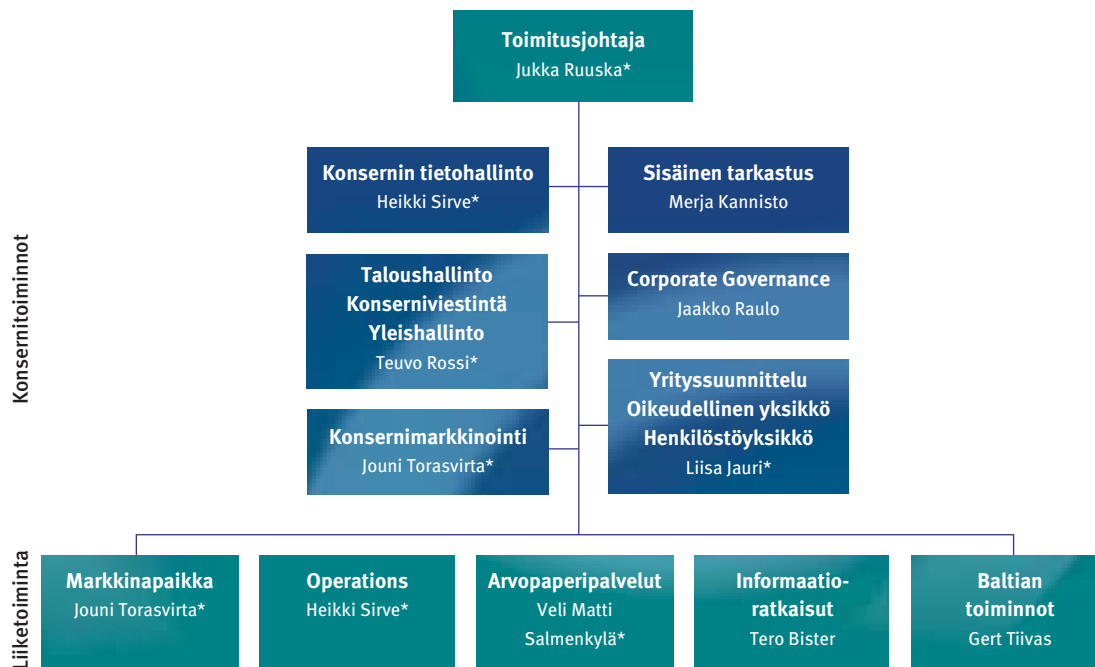 Toimitusjohtaja
Jukka Ruuska*
Konsernitoiminnot
Konsernin tietohallinto
Heikki Sirve*
Sisäinen tarkastus
Merja Kannisto
Taloushallinto
Konserniviestintä
Yleishallinto
Teuvo Rossi*
Corporate Governance
Jaakko Raulo
Konsernimarkkinointi
Jouni Torasvirta*
Yrityssuunnittelu
Oikeudellinen yksikkö
Henkilöstöyksikkö
Liisa Jauri*
Liiketoiminta
Markkinapaikka
Jouni Torasvirta*
Operations
Heikki Sirve*
Arvopaperipalvelut
Veli Matti
Salmenkylä*
Informaatio-
ratkaisut
Tero Bister
Baltian
toiminnot
Gert Tiivas